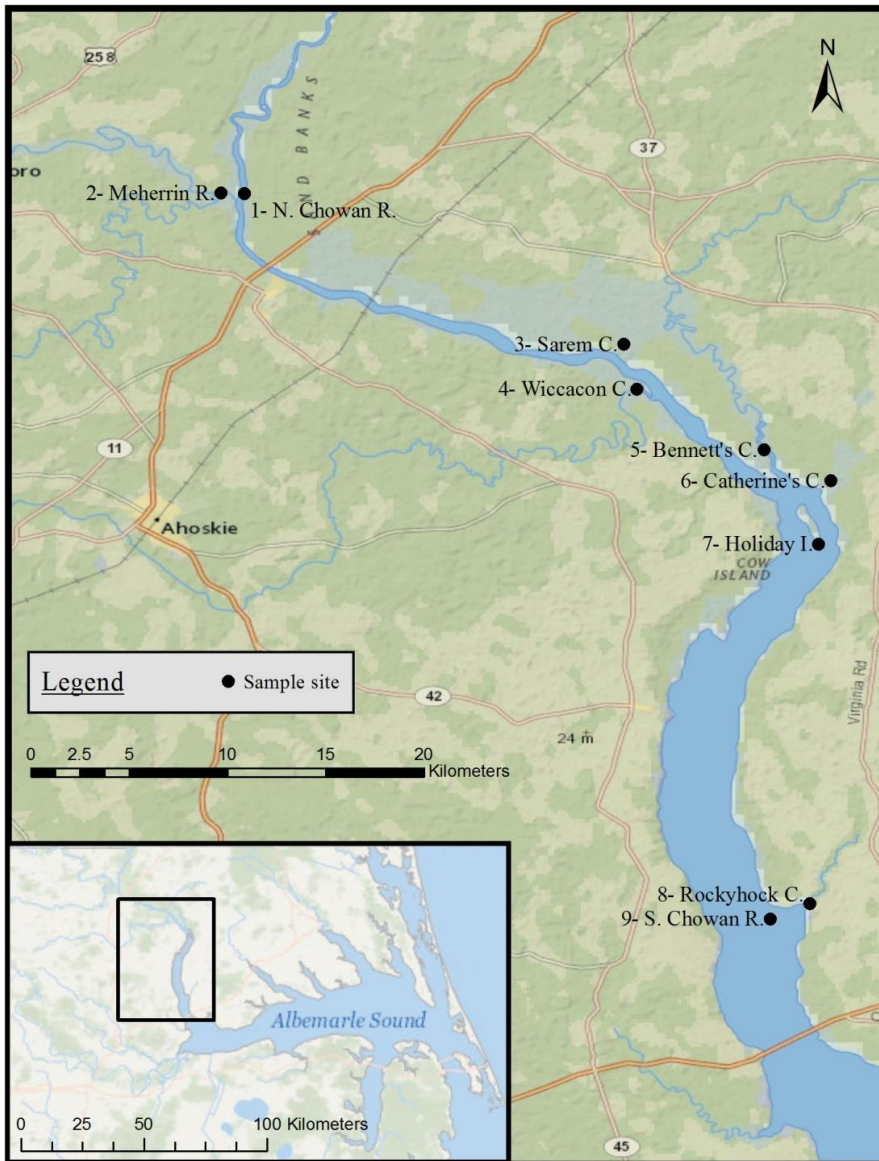 258
N
37
SAND BANKS
oro
2- Meherrin R.
1- N. Chowan R.
3- Sarem C.
4- Wiccacon C.
11
5- Bennett's C.
6- Catherine's C.
Ahoskie
7- Holiday I.
COW
ISLAND
Legend
Sample site
42
Virginia Rd
24 m
0 2.5 5 10 15 20
Kilometers
8- Rockyhock C.
9- S. Chowan R.
Albemarle Sound
0 25 50 100 Kilometers
45